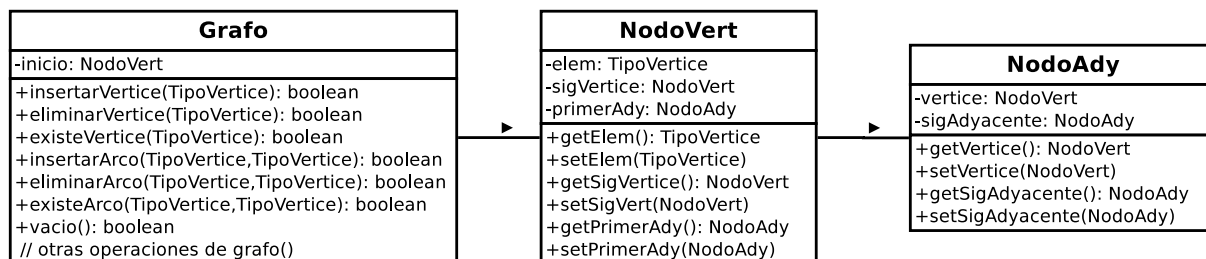 Grafo
-inicio: NodoVert
+insertarVertice(TipoVertice): boolean
+eliminarVertice(TipoVertice): boolean
+existeVertice(TipoVertice): boolean
+insertarArco(TipoVertice,TipoVertice): boolean
+eliminarArco(TipoVertice,TipoVertice): boolean
+existeArco(TipoVertice,TipoVertice): boolean
+vacio(): boolean
// otras operaciones de grafo()
NodoVert
-elem: TipoVertice
-sigVertice: NodoVert
-primerAdy: NodoAdy
+getElem(): TipoVertice
+setElem(TipoVertice)
+getSigVertice(): NodoVert
+setSigVert(NodoVert)
+getPrimerAdy(): NodoAdy
+setPrimerAdy(NodoAdy)
NodoAdy
-vertice: NodoVert
-sigAdyacente: NodoAdy
+getVertice(): NodoVert
+setVertice(NodoVert)
+getSigAdyacente(): NodoAdy
+setSigAdyacente(NodoAdy)